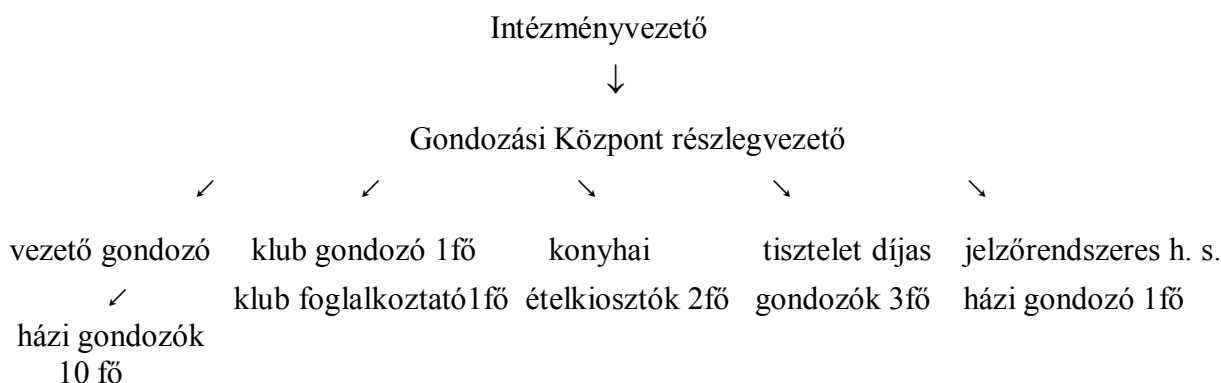 Intézményvezető
↓
Gondozási Központ részlegvezető
↙ ↙ ↘ ↘ ↘
vezető gondozó klub gondozó 1fő konyhai tisztelet díjas jelzőrendszeres h. s.
↙ klub foglalkoztató1fő ételkiosztók 2fő gondozók 3fő házi gondozó 1fő
házi gondozók
10 fő